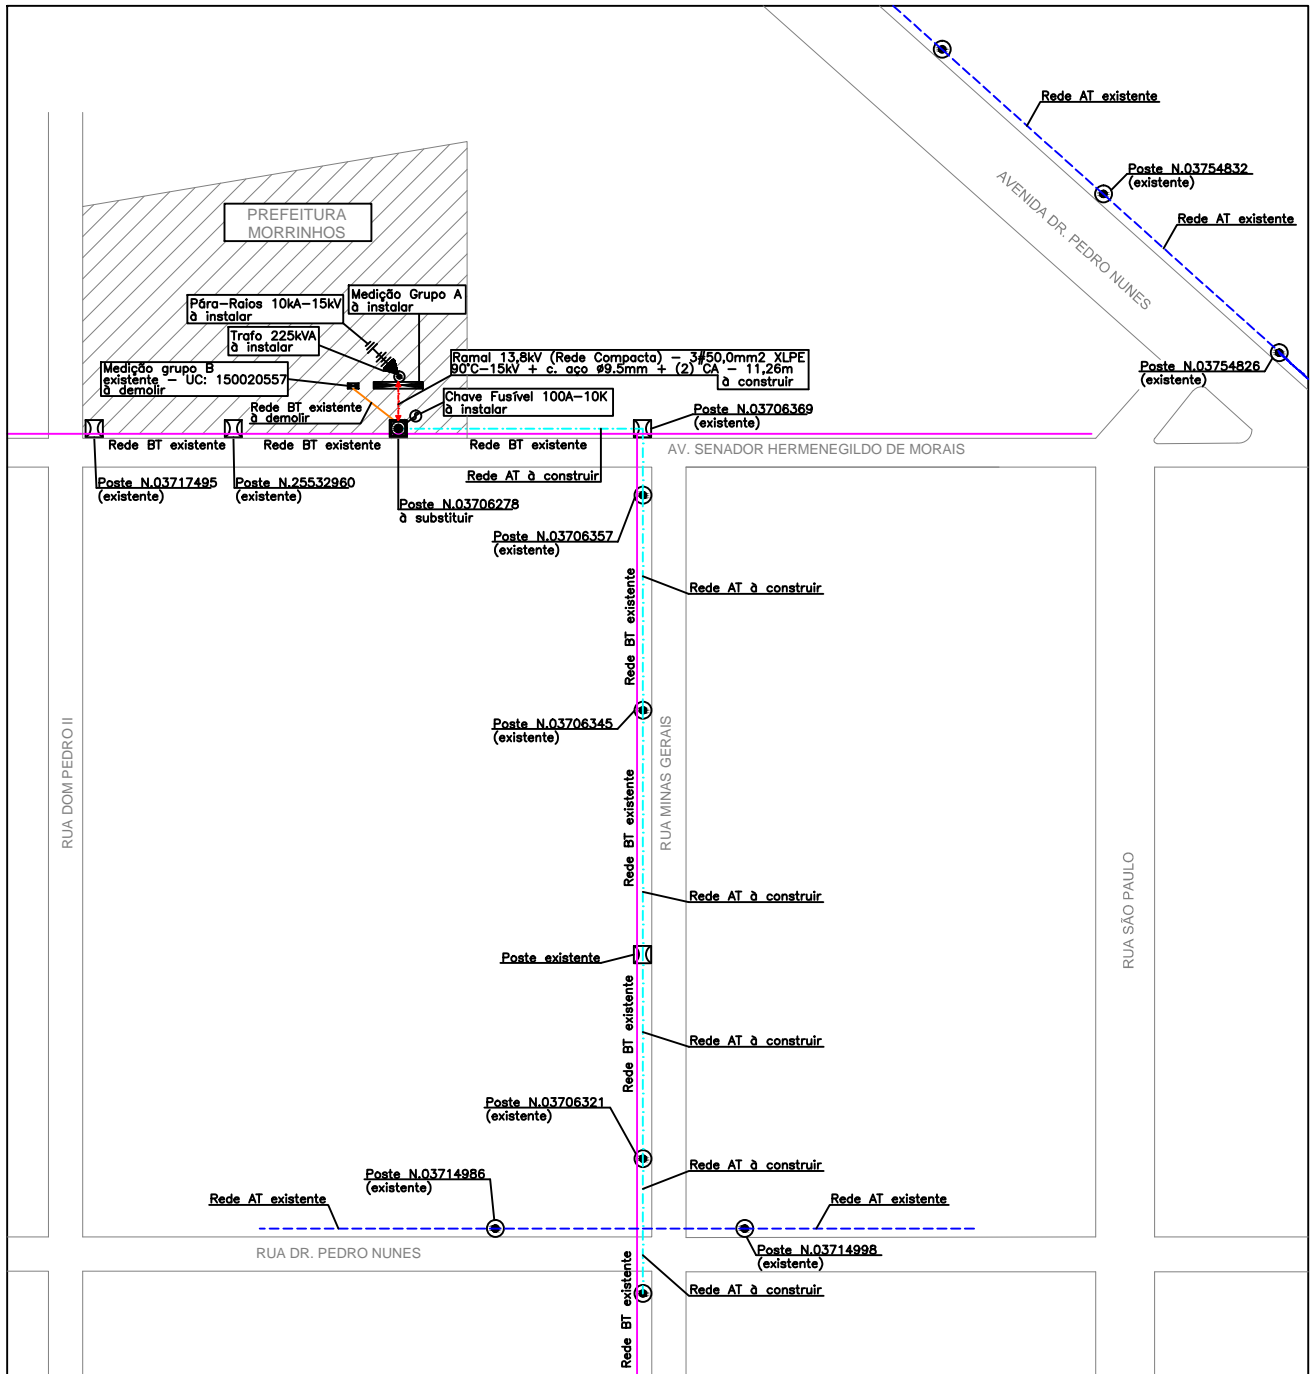 Rede AT existente
Poste N.03754832
(existente)
Rede AT existente
AVENIDA DR. PEDRO NUNES
PREFEITURA
MORRINHOS
Medição Grupo A
à instalar
Pára-Raios 10kA-15kV
à instalar
Trafo 225kVA
à instalar
Ramal 13,8kV (Rede Compacta) - 3#50,0mm2 XLPE
90°C-15kV + c. aço ø9.5mm + (2) CA - 11,26m
à construir
Medição grupo B
existente - UC: 150020557
à demolir
Poste N.03754826
(existente)
Rede BT existente
à demolir
Chave Fusível 100A-10K
à instalar
Poste N.03706369
(existente)
Rede BT existente
Rede BT existente
Rede BT existente
AV. SENADOR HERMENEGILDO DE MORAIS
Rede AT à construir
Poste N.03717495
(existente)
Poste N.25532960
(existente)
Poste N.03706278
à substituir
Poste N.03706357
(existente)
Rede BT existente
Rede AT à construir
Poste N.03706345
(existente)
RUA DOM PEDRO II
RUA MINAS GERAIS
Rede BT existente
Rede AT à construir
RUA SÃO PAULO
Poste existente
Rede BT existente
Rede AT à construir
Poste N.03706321
(existente)
Rede AT à construir
Poste N.03714986
(existente)
Rede AT existente
Rede AT existente
RUA DR. PEDRO NUNES
Poste N.03714998
(existente)
Rede BT existente
Rede AT à construir